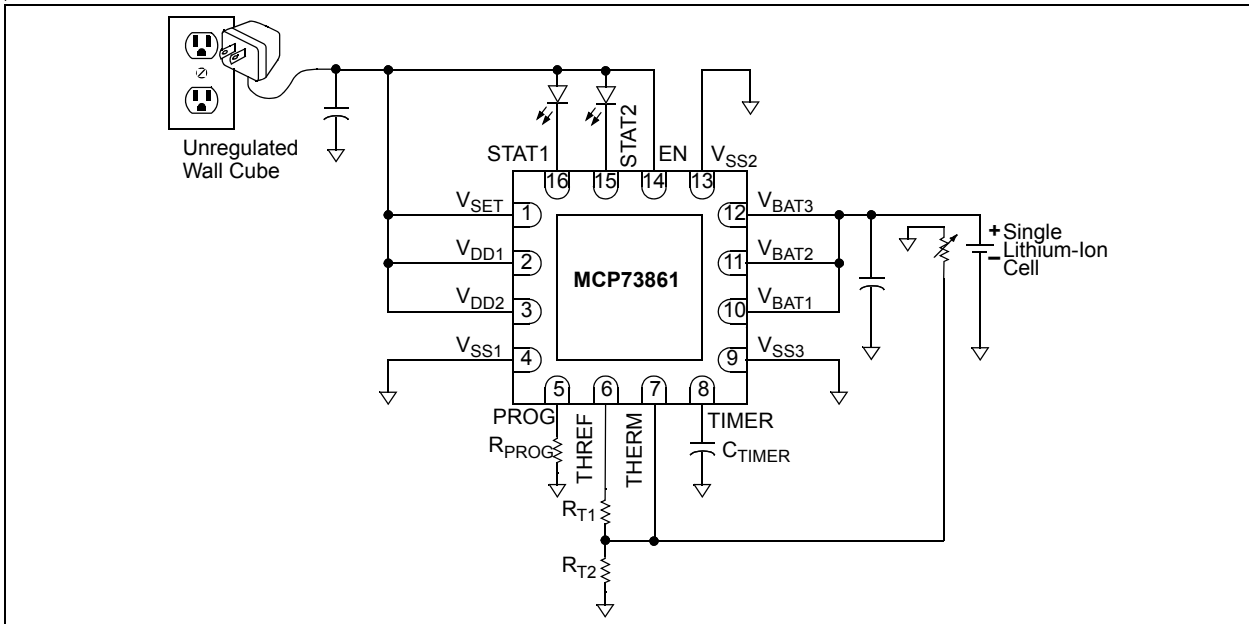 Unregulated
Wall Cube
STAT1
STAT2
EN
VSS2
16
15
14
13
VSET
1
VDD1
2
VDD2
3
VSS1
4
MCP73861
12
VBAT3
11
VBAT2
10
VBAT1
9
VSS3
+ Single
Lithium-Ion
– Cell
5
6
7
8
PROG
THREF
THERM
TIMER
RPROG
CTIMER
RT1
RT2